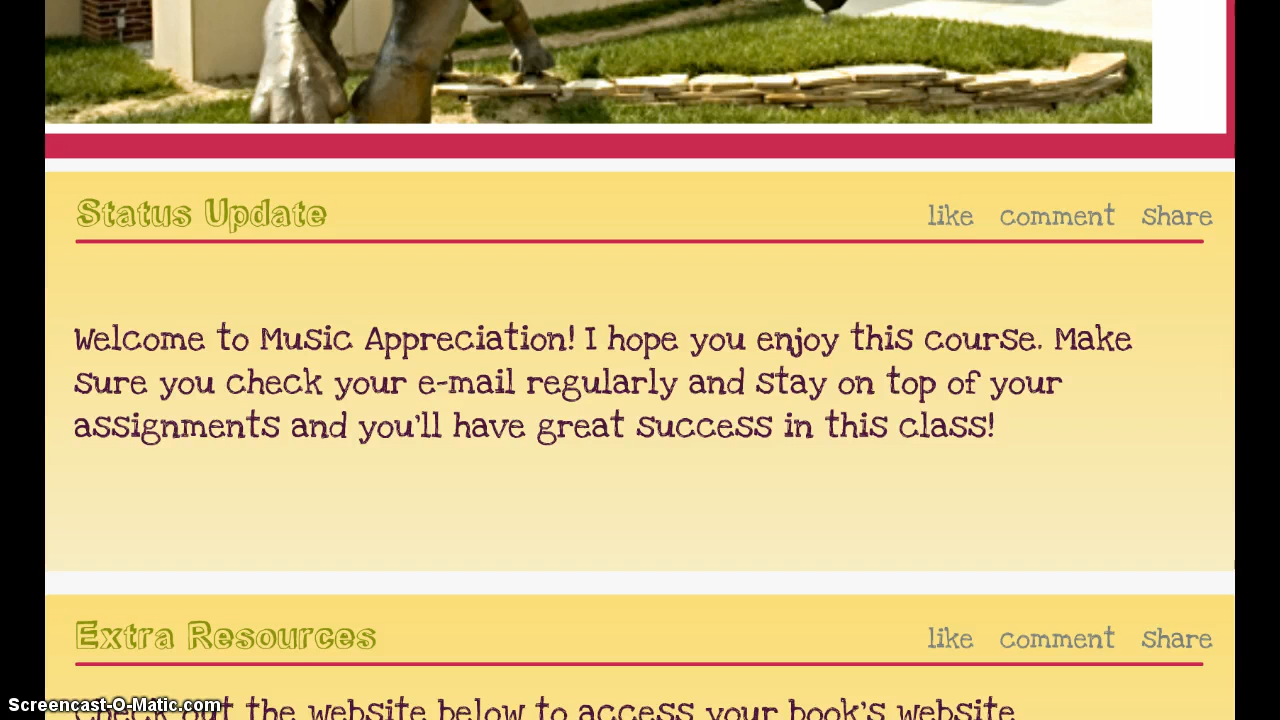 Status Update
like comment share
Welcome to Music Appreciation! I hope you enjoy this course. Make
sure you check your e-mail regularly and stay on top of your
assignments and you'll have great success in this class!
Extra Resources
like comment share
Check out the website below to access your book's website
Screencast-O-Matic.com